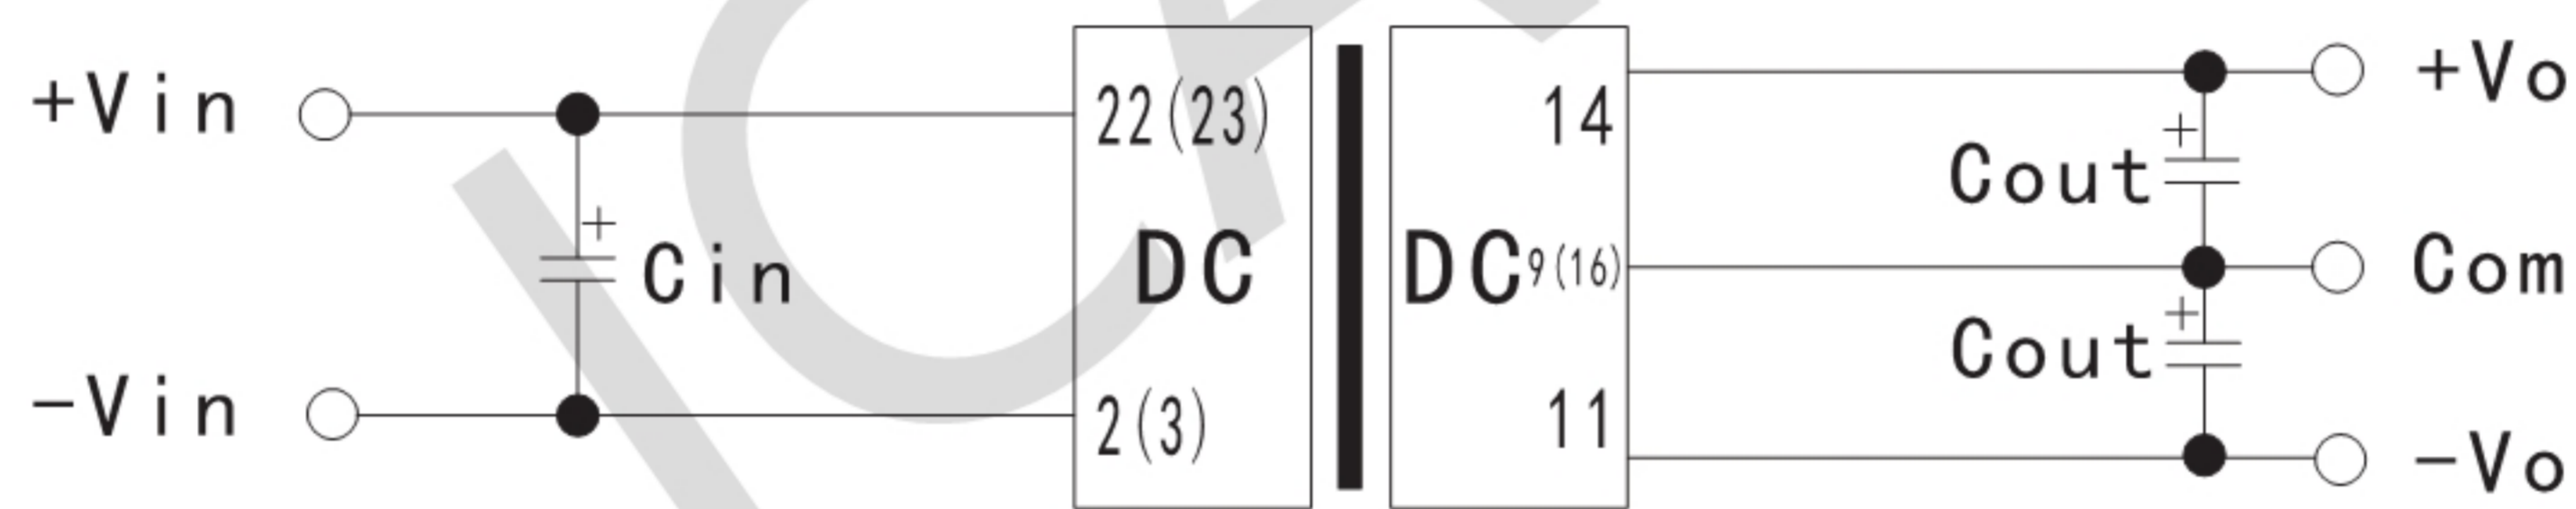 +Vin
22(23)
14
+Vo
+
Cout
+
Cin
DC
DC
9(16)
Com
+
Cout
-Vin
2(3)
11
-Vo